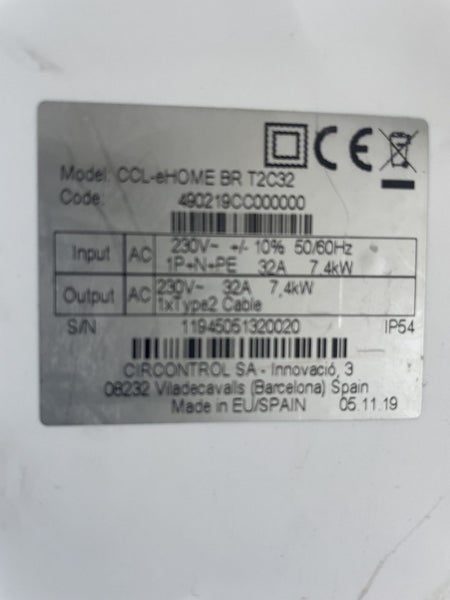 CE
Model: CCL-eHOME BR T2C32
Code: 490219CC000000
Input AC 230V~ +/- 10% 50/60Hz
1P+N+PE 32A 7.4kW
Output AC 230V~ 32A 7,4kW
1xType2 Cable
S/N 11945051320020 IP54
CIRCONTROL SA - Innovació, 3
08232 Viladecavalls (Barcelona) Spain
Made in EU/SPAIN 05.11.19